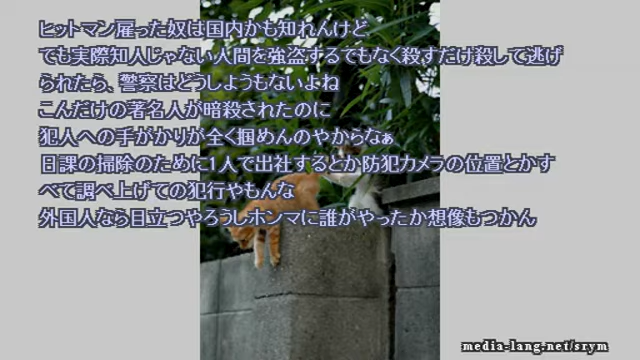 ヒットマン雇った奴は国内かも知れんけど
でも実際知人じゃない人間を強盗するでもなく殺すだけ殺して逃げ
られたら、警察はどうしようもないよね
こんだけの著名人が暗殺されたのに
犯人への手がかりが全く掴めんのやからなぁ
日課の掃除のために1人で出社するとか防犯カメラの位置とかす
べて調べ上げての犯行やもんな
外国人なら目立つやろうしホンマに誰がやったか想像もつかん
media-lang.net/srym